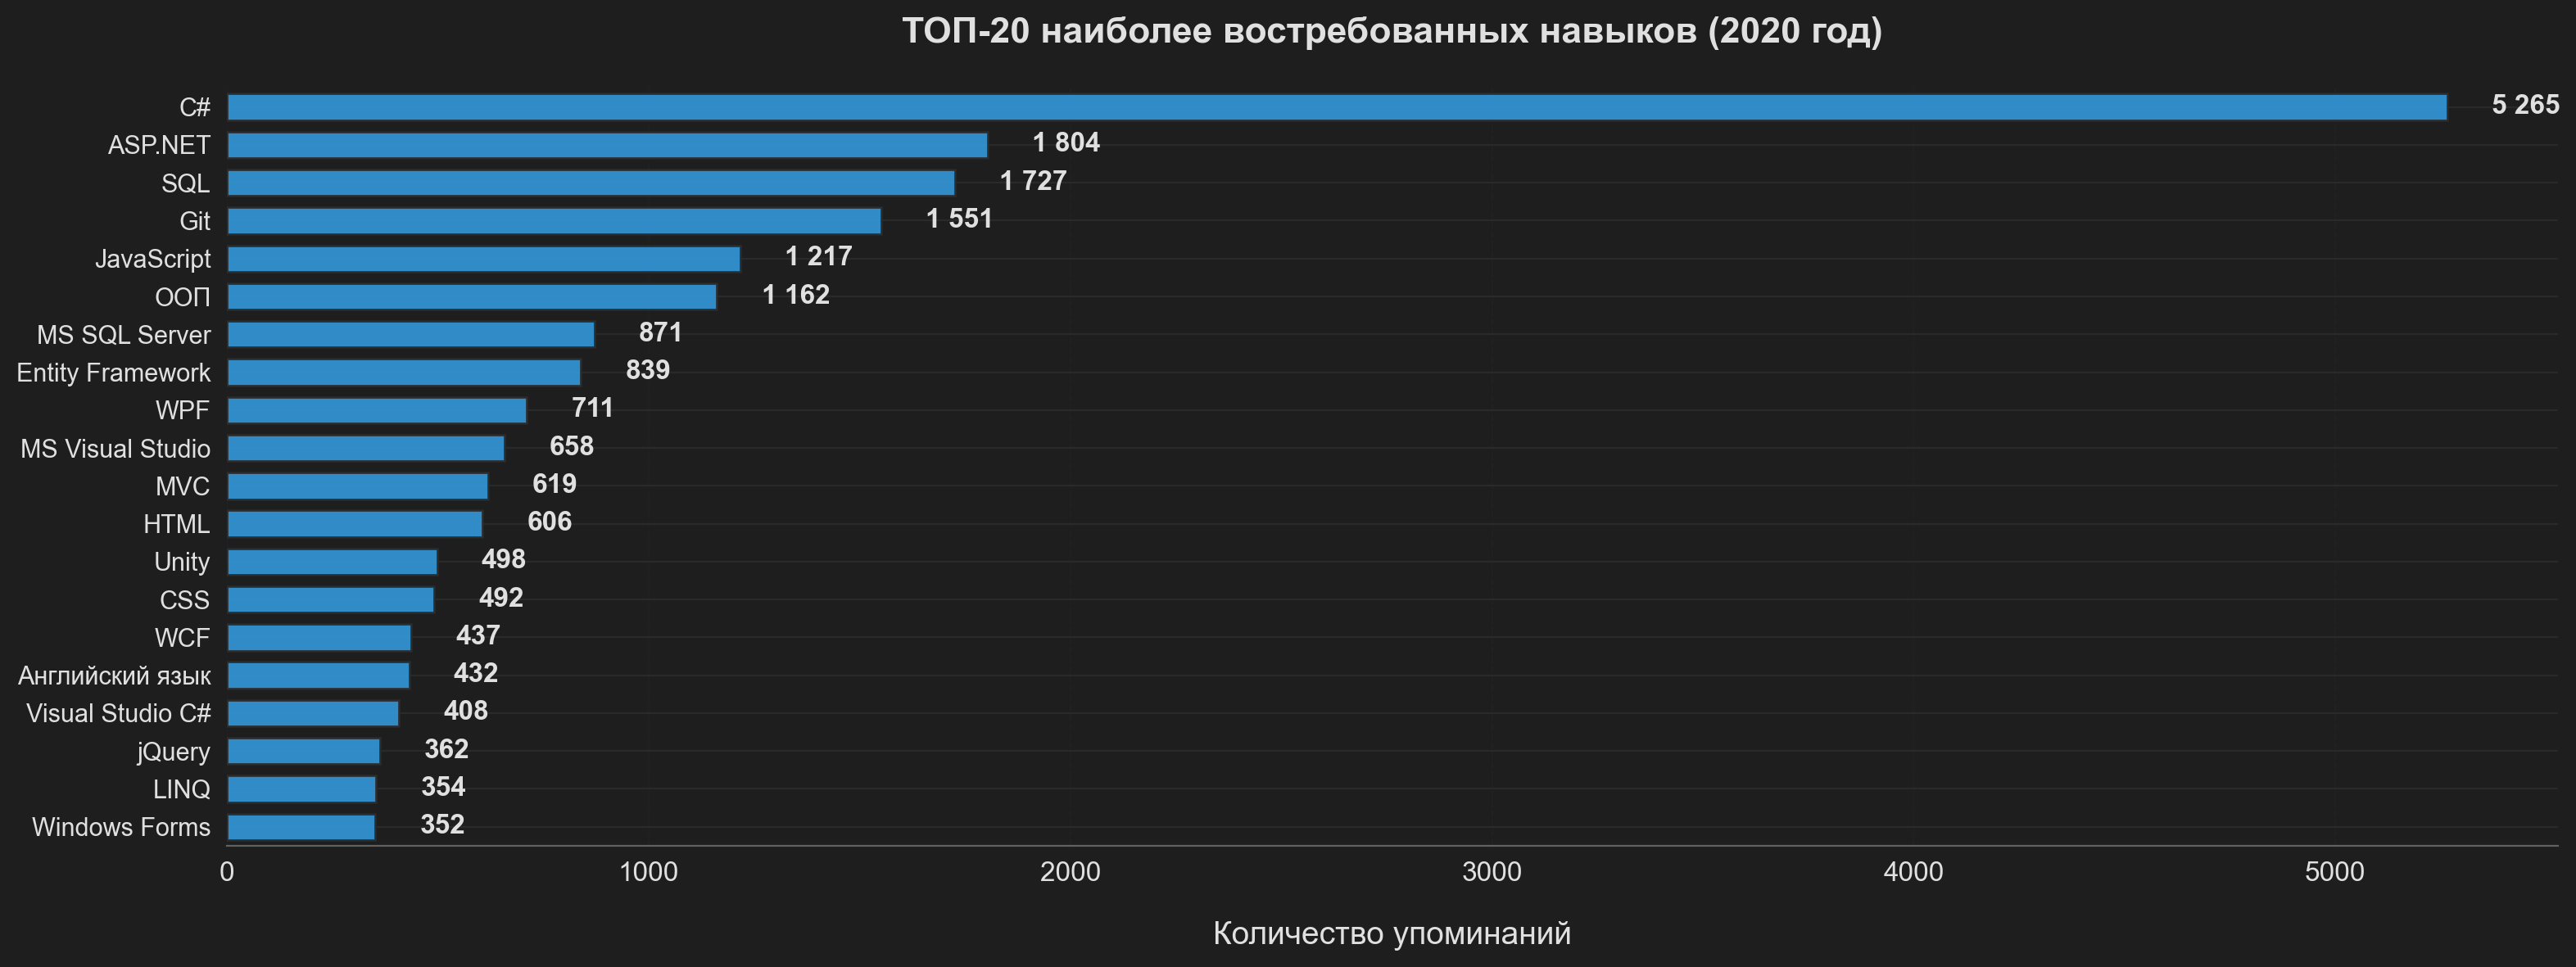 ТОП-20 наиболее востребованных навыков (2020 год)
C# 5 265
ASP.NET 1 804
SQL 1 727
Git 1 551
JavaScript 1 217
ООП 1 162
MS SQL Server 871
Entity Framework 839
WPF 711
MS Visual Studio 658
MVC 619
HTML 606
Unity 498
CSS 492
WCF 437
Английский язык 432
Visual Studio C# 408
jQuery 362
LINQ 354
Windows Forms 352
0 1000 2000 3000 4000 5000
Количество упоминаний